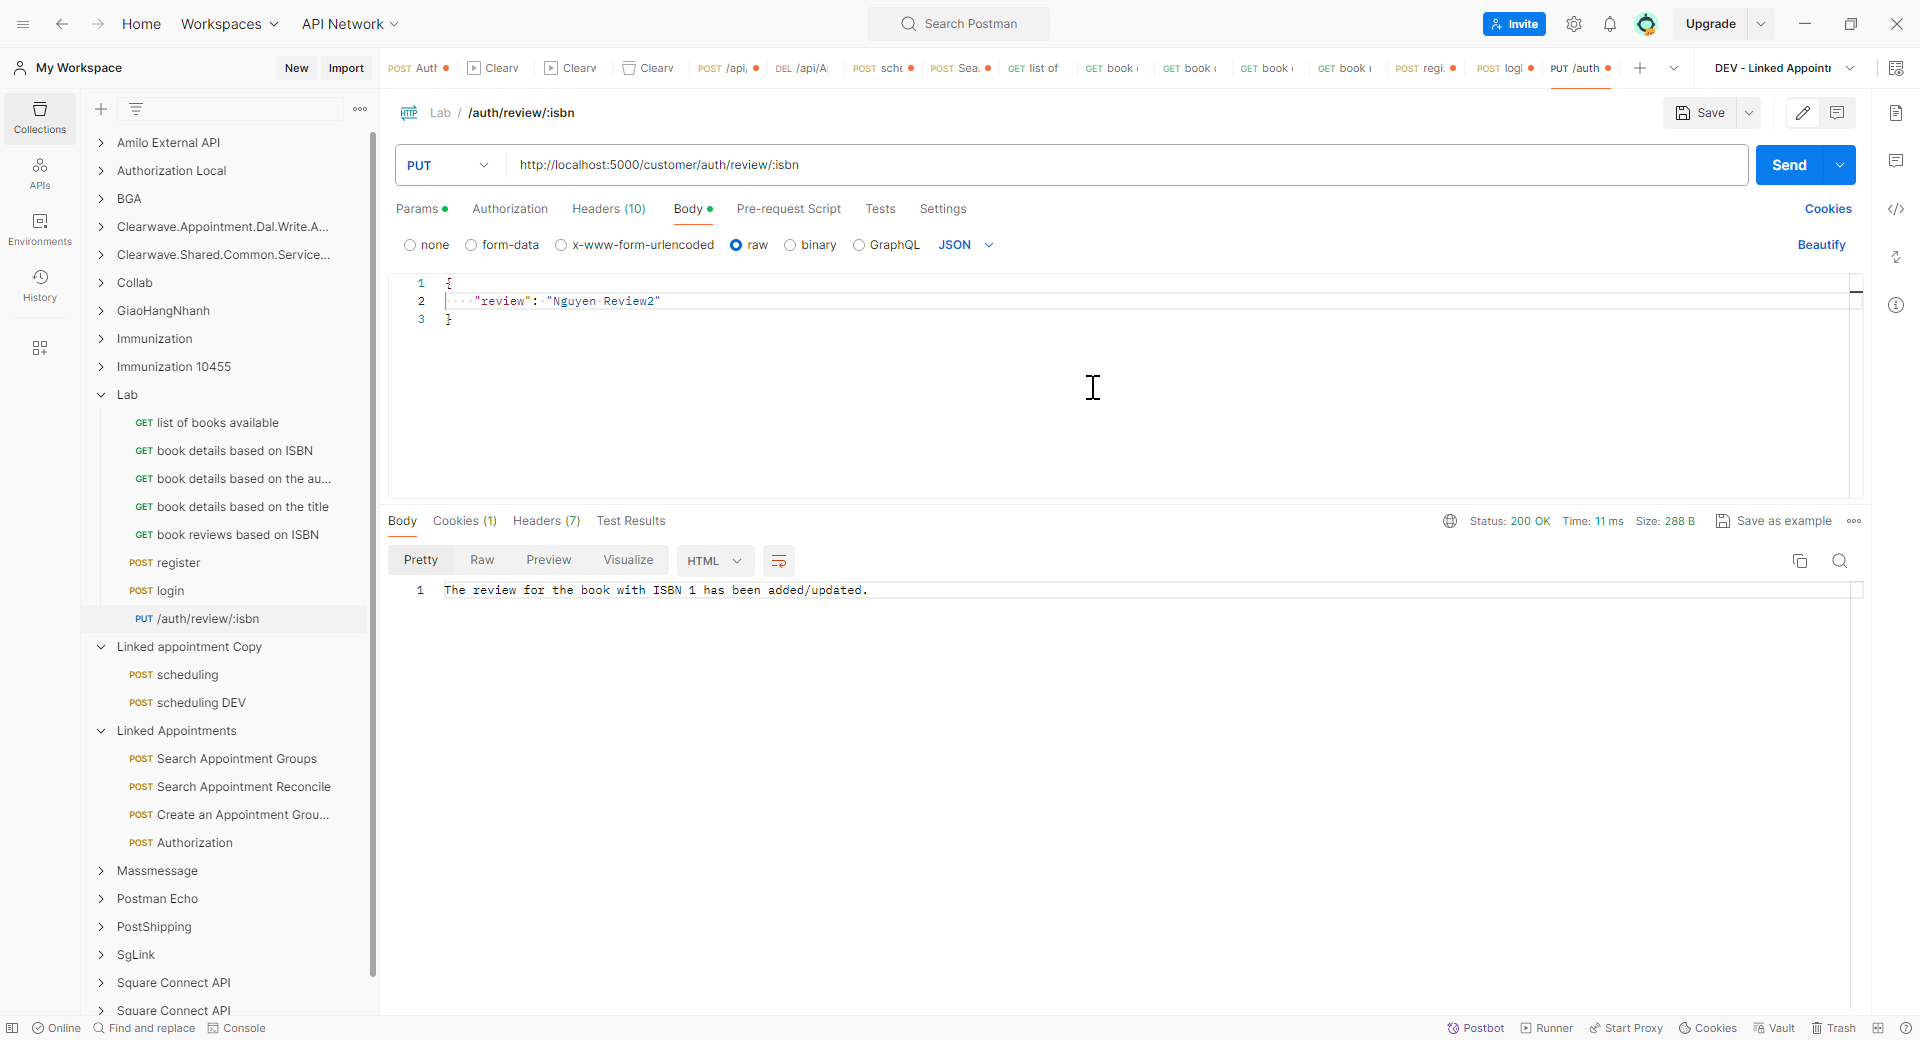 Home
Workspaces
API Network
Search Postman
Invite
Upgrade
My Workspace
New
Import
POST Auth
Clearw
Clearw
Clearw
POST /api,
DEL /api/A
POST sche
POST Sea
GET list of
GET book
GET book
GET book
GET book
POST regi
POST logi
PUT /auth
DEV - Linked Appoint
Collections
APIs
Environments
History
Amilo External API
Authorization Local
BGA
Clearwave.Appointment.Dal.Write.A...
Clearwave.Shared.Common.Service...
Collab
GiaoHangNhanh
Immunization
Immunization 10455
Lab
GET list of books available
GET book details based on ISBN
GET book details based on the au...
GET book details based on the title
GET book reviews based on ISBN
POST register
POST login
PUT /auth/review/:isbn
Linked appointment Copy
POST scheduling
POST scheduling DEV
Linked Appointments
POST Search Appointment Groups
POST Search Appointment Reconcile
POST Create an Appointment Grou...
POST Authorization
Massmessage
Postman Echo
PostShipping
SgLink
Square Connect API
Square Connect API
HTTP Lab / /auth/review/:isbn
Save
PUT http://localhost:5000/customer/auth/review/:isbn
Send
Params
Authorization
Headers (10)
Body
Pre-request Script
Tests
Settings
Cookies
none
form-data
x-www-form-urlencoded
raw
binary
GraphQL
JSON
Beautify
1 {
2 "review": "Nguyen Review2"
3 }
Body
Cookies (1)
Headers (7)
Test Results
Status: 200 OK
Time: 11 ms
Size: 288 B
Save as example
Pretty
Raw
Preview
Visualize
HTML
1 The review for the book with ISBN 1 has been added/updated.
Online
Find and replace
Console
Postbot
Runner
Start Proxy
Cookies
Vault
Trash